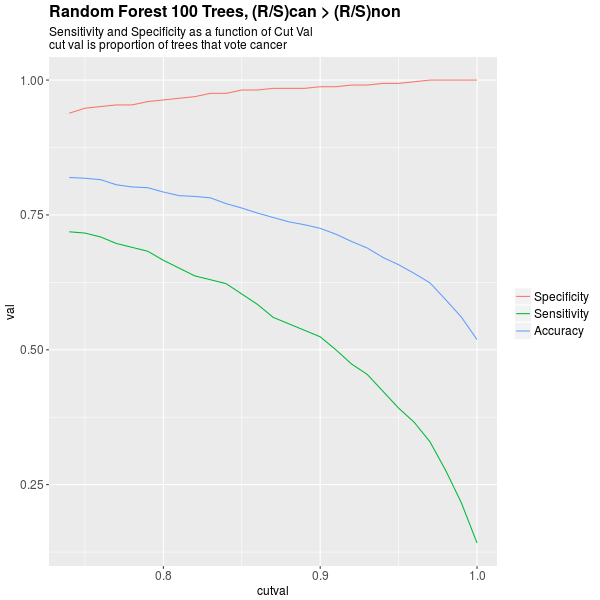 Random Forest 100 Trees, (R/S)can > (R/S)non
Sensitivity and Specificity as a function of Cut Val
cut val is proportion of trees that vote cancer
1.00
0.75
0.50
0.25
val
0.8
0.9
1.0
cutval
Specificity
Sensitivity
Accuracy